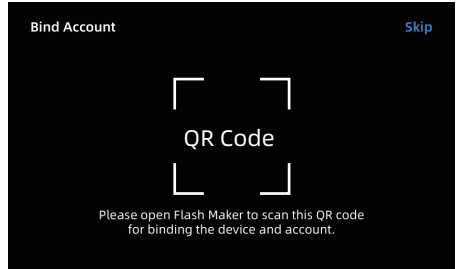 Bind Account
Skip
QR Code
Please open Flash Maker to scan this QR code
for binding the device and account.